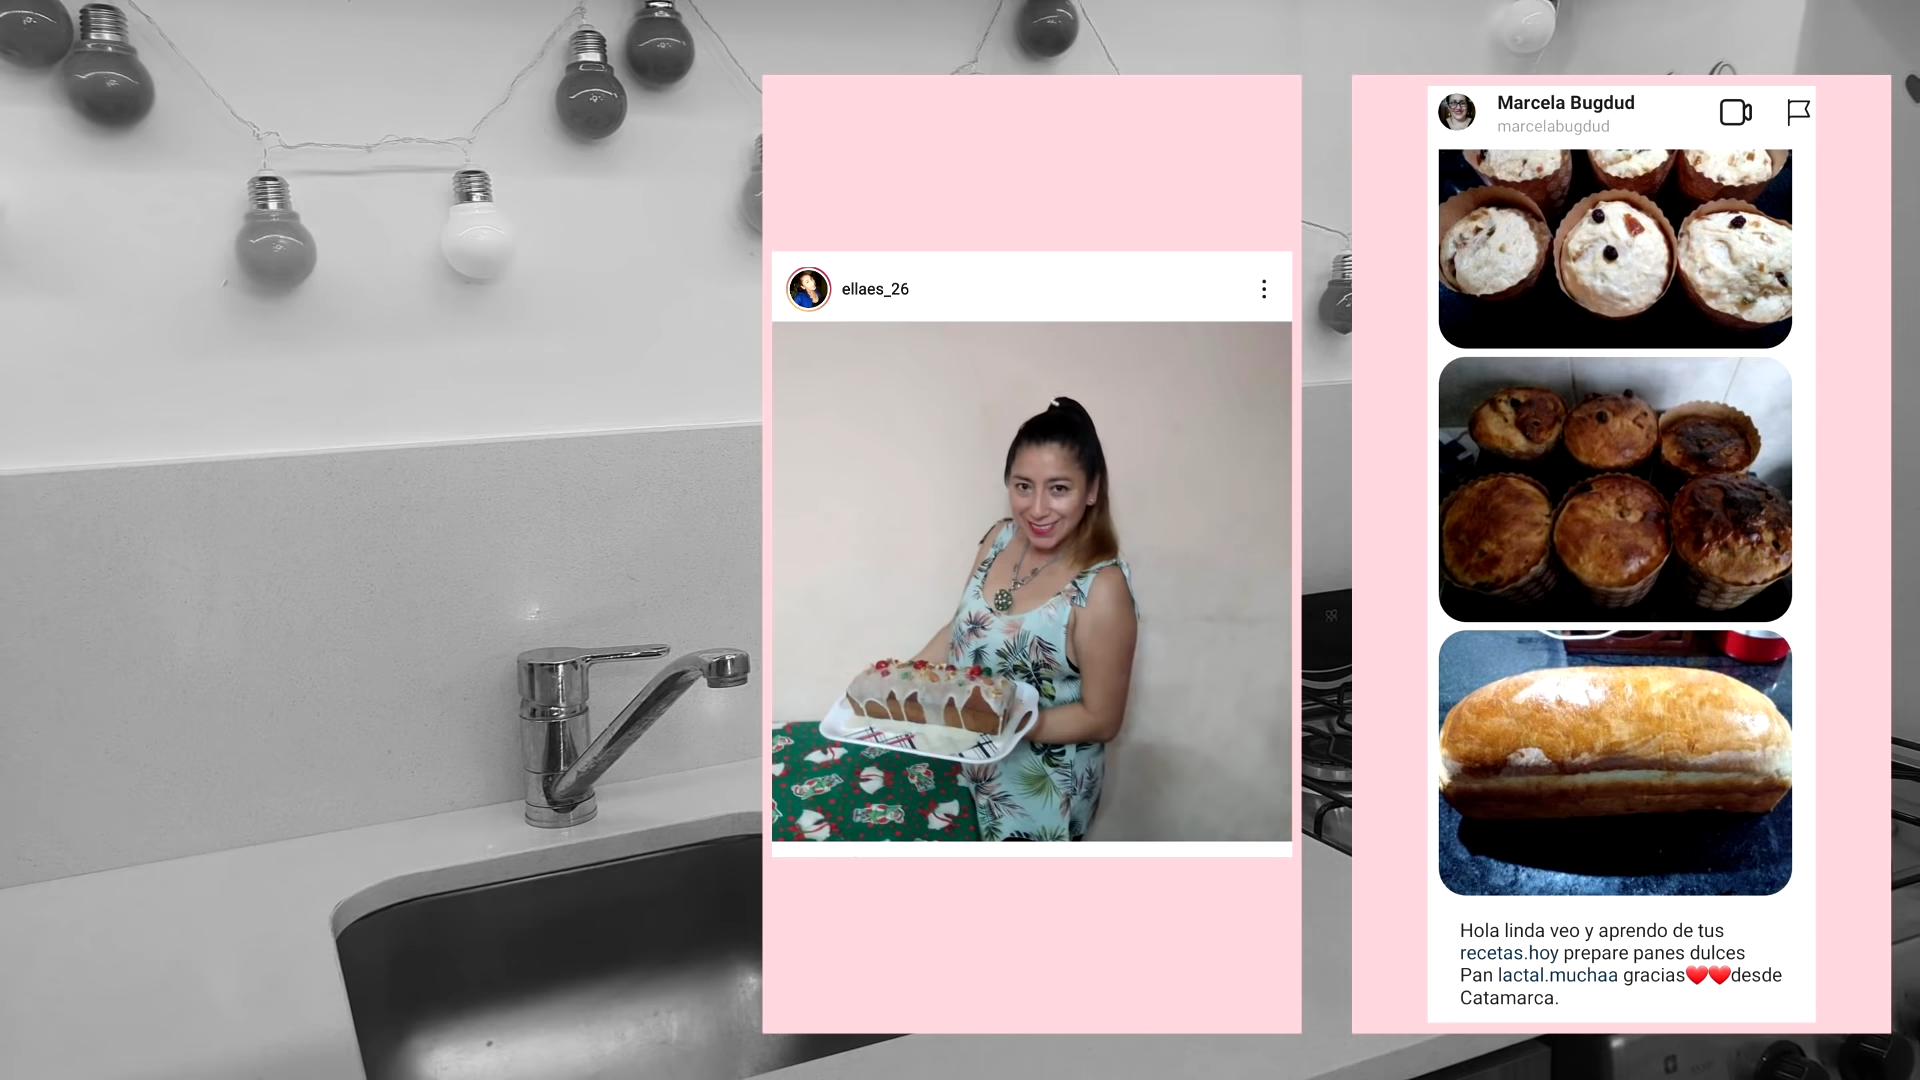 ellaes_26
Marcela Bugdud
marcelabugdud
Hola linda veo y aprendo de tus
recetas.hoy prepare panes dulces
Pan lactal.muchaa gracias❤️❤️desde
Catamarca.